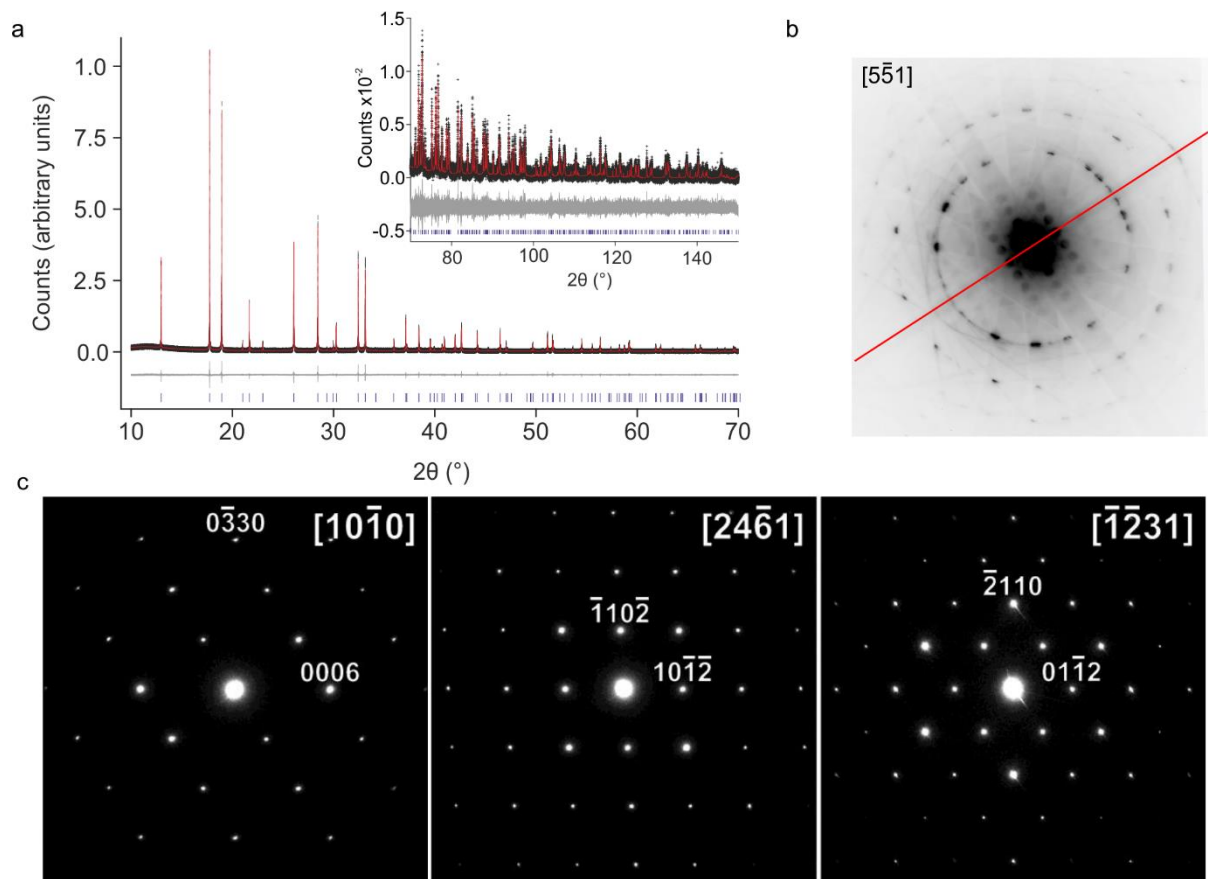 a
Counts (arbitrary units)
1.0
7.5
5.0
2.5
0.0
10 20 30 40 50 60 70
2θ (°)
Counts x10⁻²
1.5
1.0
0.5
0.0
-0.5
80 100 120 140
2θ (°)
b
[55̅1]
c
03̅30
[101̅0]
0006
[246̅1]
1̅102̅
101̅2̅
[1̅2̅31]
2̅110
011̅2